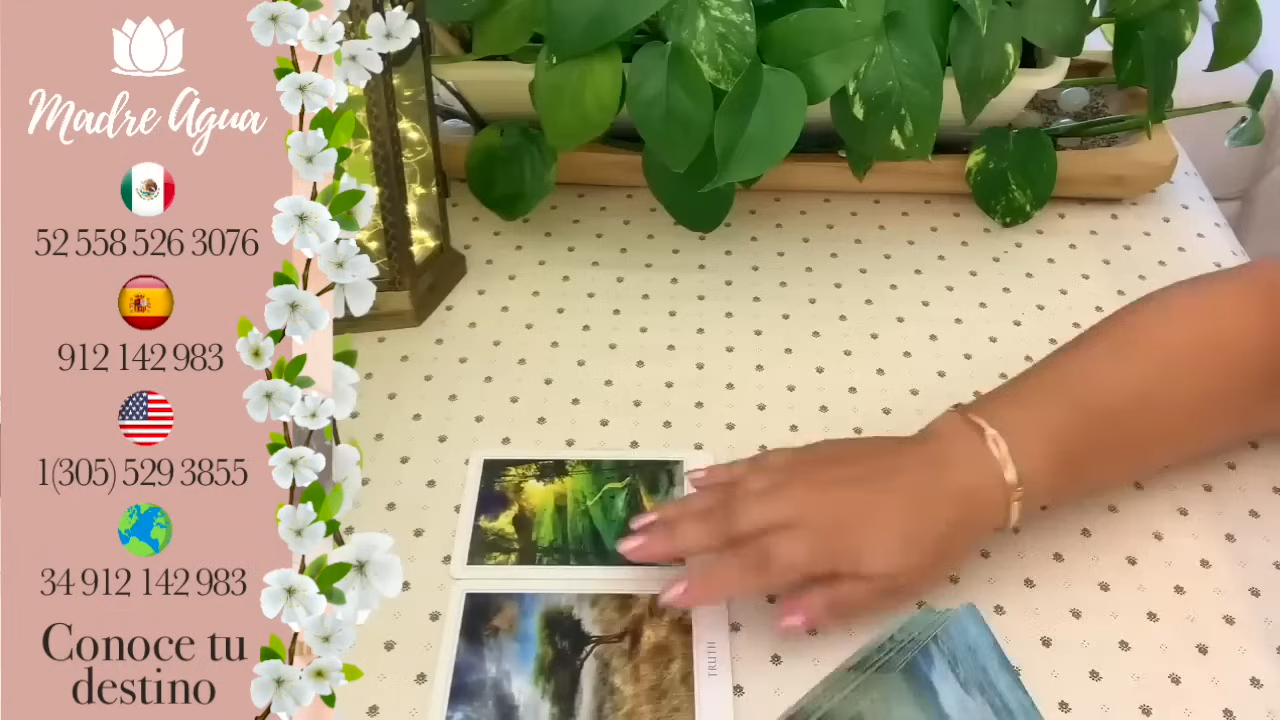 Madre Agua
52 558 526 3076
912 142 983
1(305) 529 3855
34 912 142 983
Conoce tu
destino
TRUTH